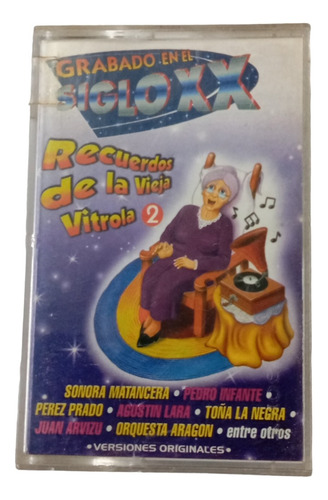 GRABADO EN EL
SIGLO XX
Recuerdos
de la Vieja
Vitrola 2
SONORA MATANCERA • PEDRO INFANTE •
PEREZ PRADO • AGUSTIN LARA • TOÑA LA NEGRA •
JUAN ARVIZU • ORQUESTA ARAGON • entre otros
• VERSIONES ORIGINALES •